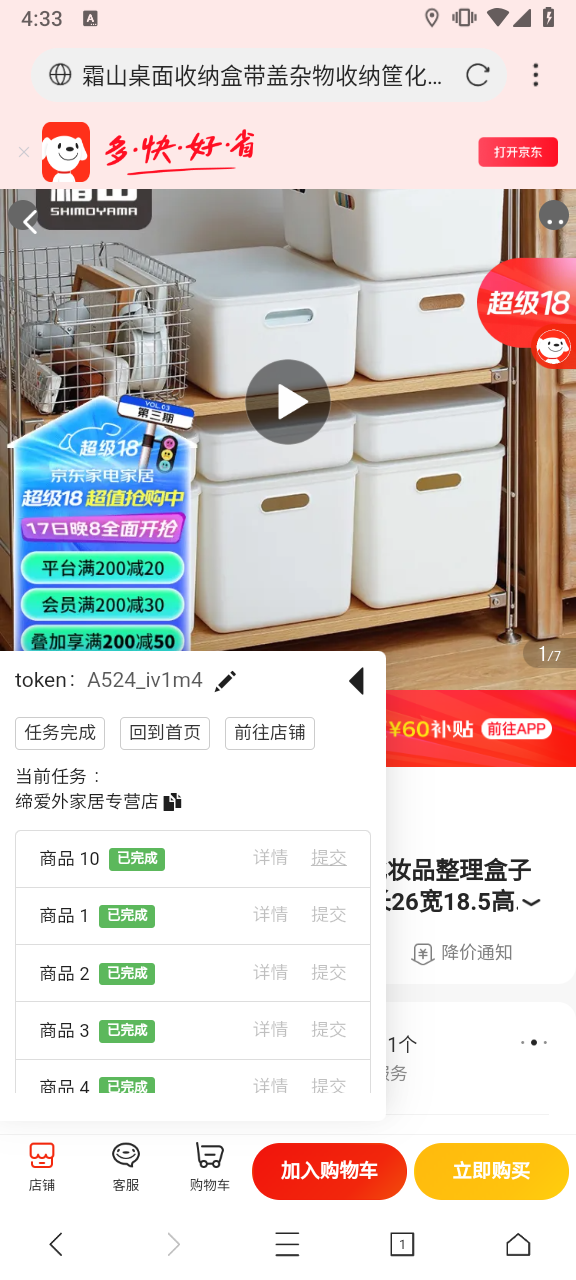 4:33
A
霜山桌面收纳盒带盖杂物收纳筐化...
多·快·好·省
打开京东
霜山
SHIMOYAMA
超级18
VOL.03
第三期
超级18
京东家电家居
超级18 超值抢购中
17日晚8全面开抢
平台满200减20
会员满200减30
叠加享满200减50
1/7
token： A524_iv1m4
¥60补贴 前往APP
任务完成 回到首页 前往店铺
当前任务：
缔爱外家居专营店
商品 10 已完成 详情 提交
妆品整理盒子
长26宽18.5高.
商品 1 已完成 详情 提交
降价通知
商品 2 已完成 详情 提交
商品 3 已完成 详情 提交
1个
服务
商品 4 已完成 详情 提交
店铺 客服 购物车 加入购物车 立即购买
1